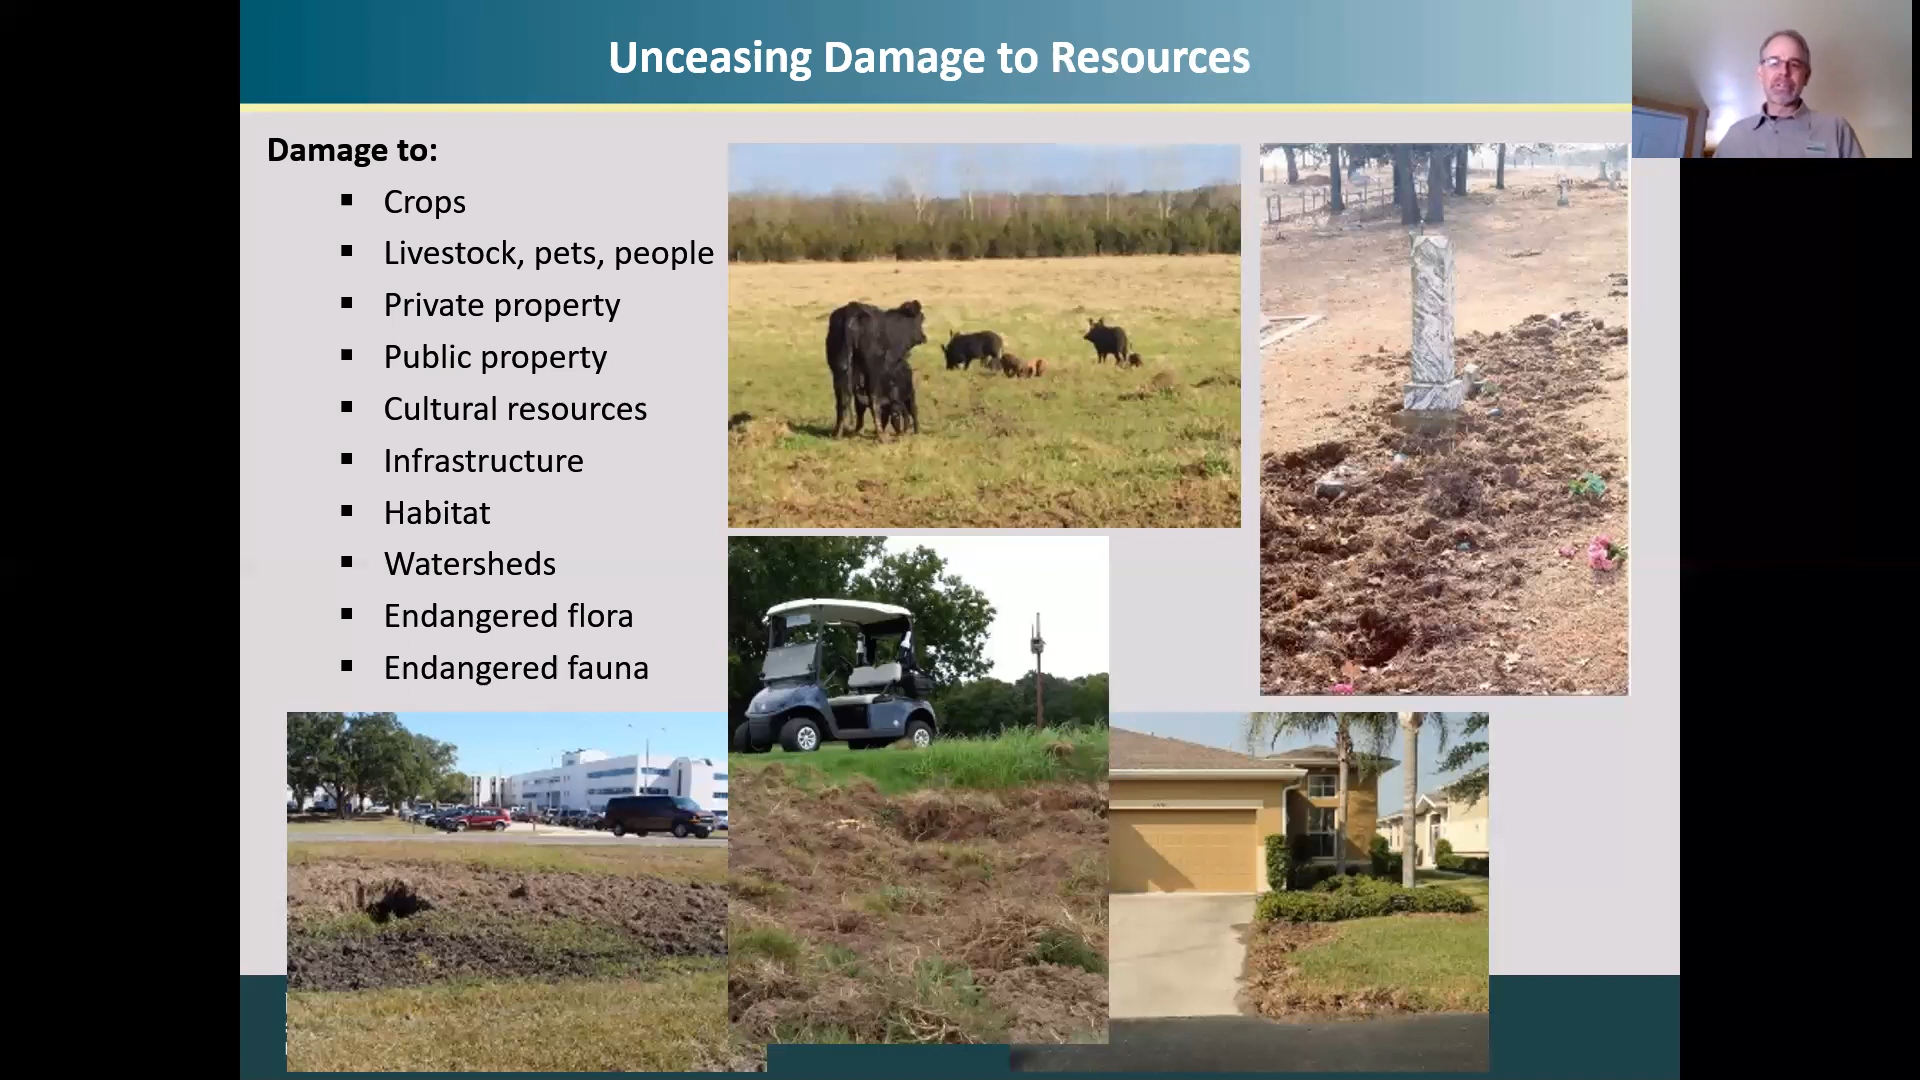 Unceasing Damage to Resources
Damage to:
▪ Crops
▪ Livestock, pets, people
▪ Private property
▪ Public property
▪ Cultural resources
▪ Infrastructure
▪ Habitat
▪ Watersheds
▪ Endangered flora
▪ Endangered fauna